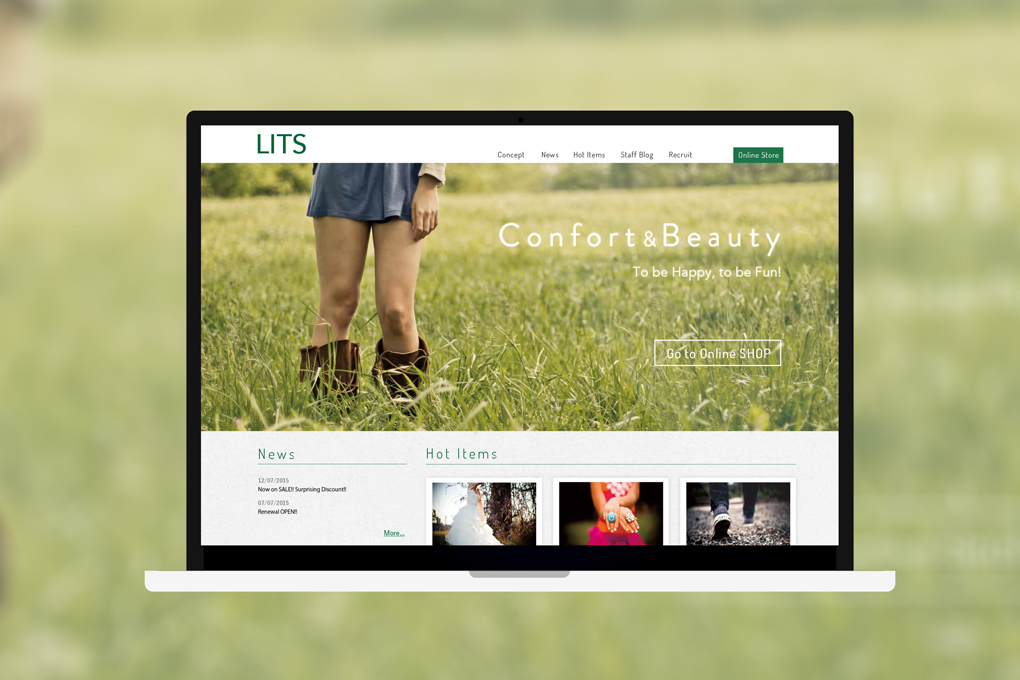 LITS
Concept News Hot Items Staff Blog Recruit Online Store
Confort & Beauty
To be Happy, to be Fun!
Go to Online SHOP
News
12/07/2015
Now on SALE!! Surprising Discount!!
07/07/2015
Renewal OPEN!!
More...
Hot Items